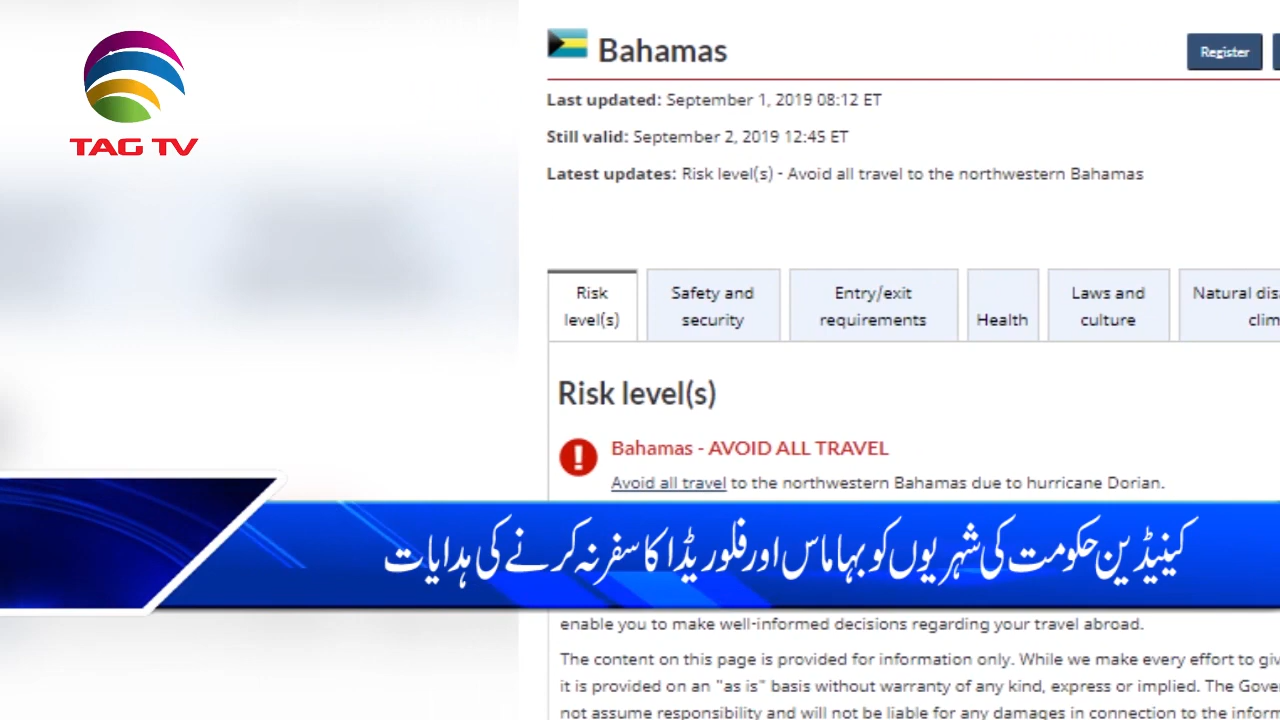 TAG TV
Bahamas
Register
Last updated: September 1, 2019 08:12 ET
Still valid: September 2, 2019 12:45 ET
Latest updates: Risk level(s) - Avoid all travel to the northwestern Bahamas
Risk
level(s)
Safety and
security
Entry/exit
requirements
Health
Laws and
culture
Natural
Risk level(s)
Bahamas - AVOID ALL TRAVEL
Avoid all travel to the northwestern Bahamas due to hurricane Dorian.
کینیڈین حکومت کی شہریوں کو بہاماس اور فلوریڈا کا سفر نہ کرنے کی ہدایات
enable you to make well-informed decisions regarding your travel abroad.
The content on this page is provided for information only. While we make every effort to
it is provided on an "as is" basis without warranty of any kind, express or implied. The
not assume responsibility and will not be liable for any damages in connection to the